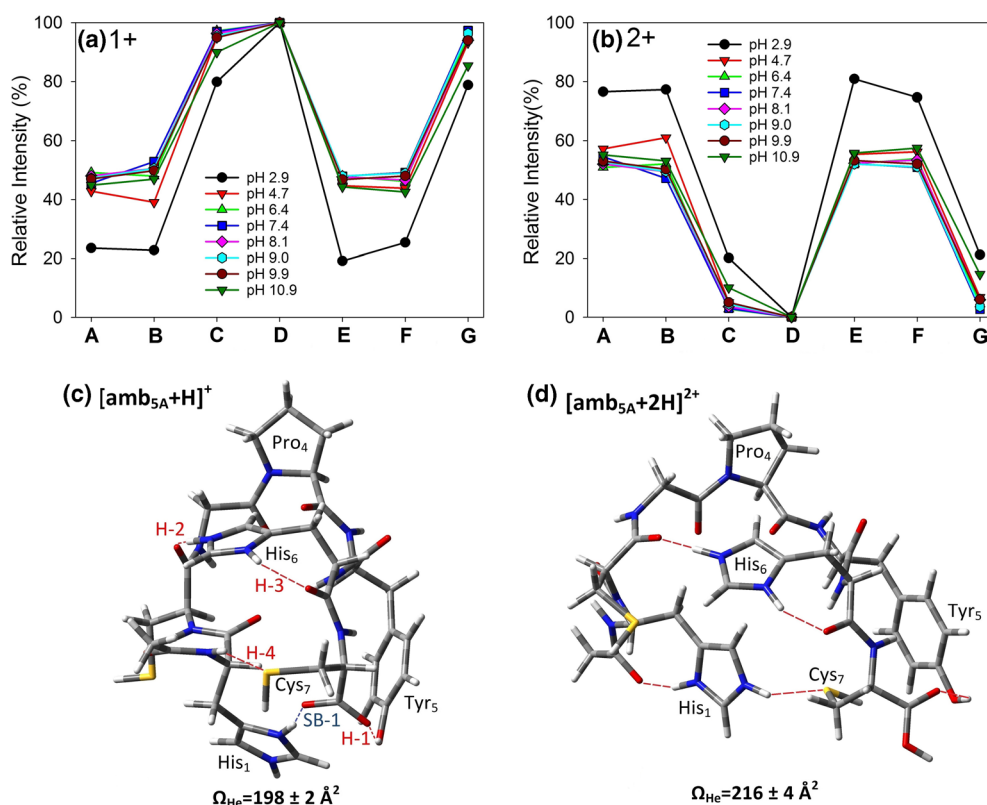 (a) 1+
Relative Intensity (%)
100
80
60
40
20
0
pH 2.9
pH 4.7
pH 6.4
pH 7.4
pH 8.1
pH 9.0
pH 9.9
pH 10.9
A B C D E F G
(b) 2+
Relative Intensity(%)
100
80
60
40
20
0
pH 2.9
pH 4.7
pH 6.4
pH 7.4
pH 8.1
pH 9.0
pH 9.9
pH 10.9
A B C D E F G
(c) [amb5A+H]+
Pro4
H-2
His6
H-3
H-4
Cys7
Tyr5
SB-1
H-1
His1
ΩHe=198 ± 2 Å2
(d) [amb5A+2H]2+
Pro4
His6
Tyr5
Cys7
His1
ΩHe=216 ± 4 Å2